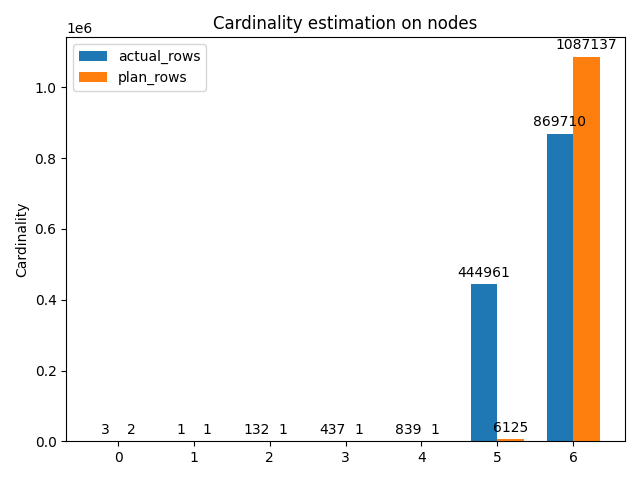 Cardinality estimation on nodes
1e6
actual_rows
plan_rows
1087137
1.0
869710
0.8
0.6
Cardinality
444961
0.4
0.2
3 2 1 1 132 1 437 1 839 1 6125
0.0
0 1 2 3 4 5 6